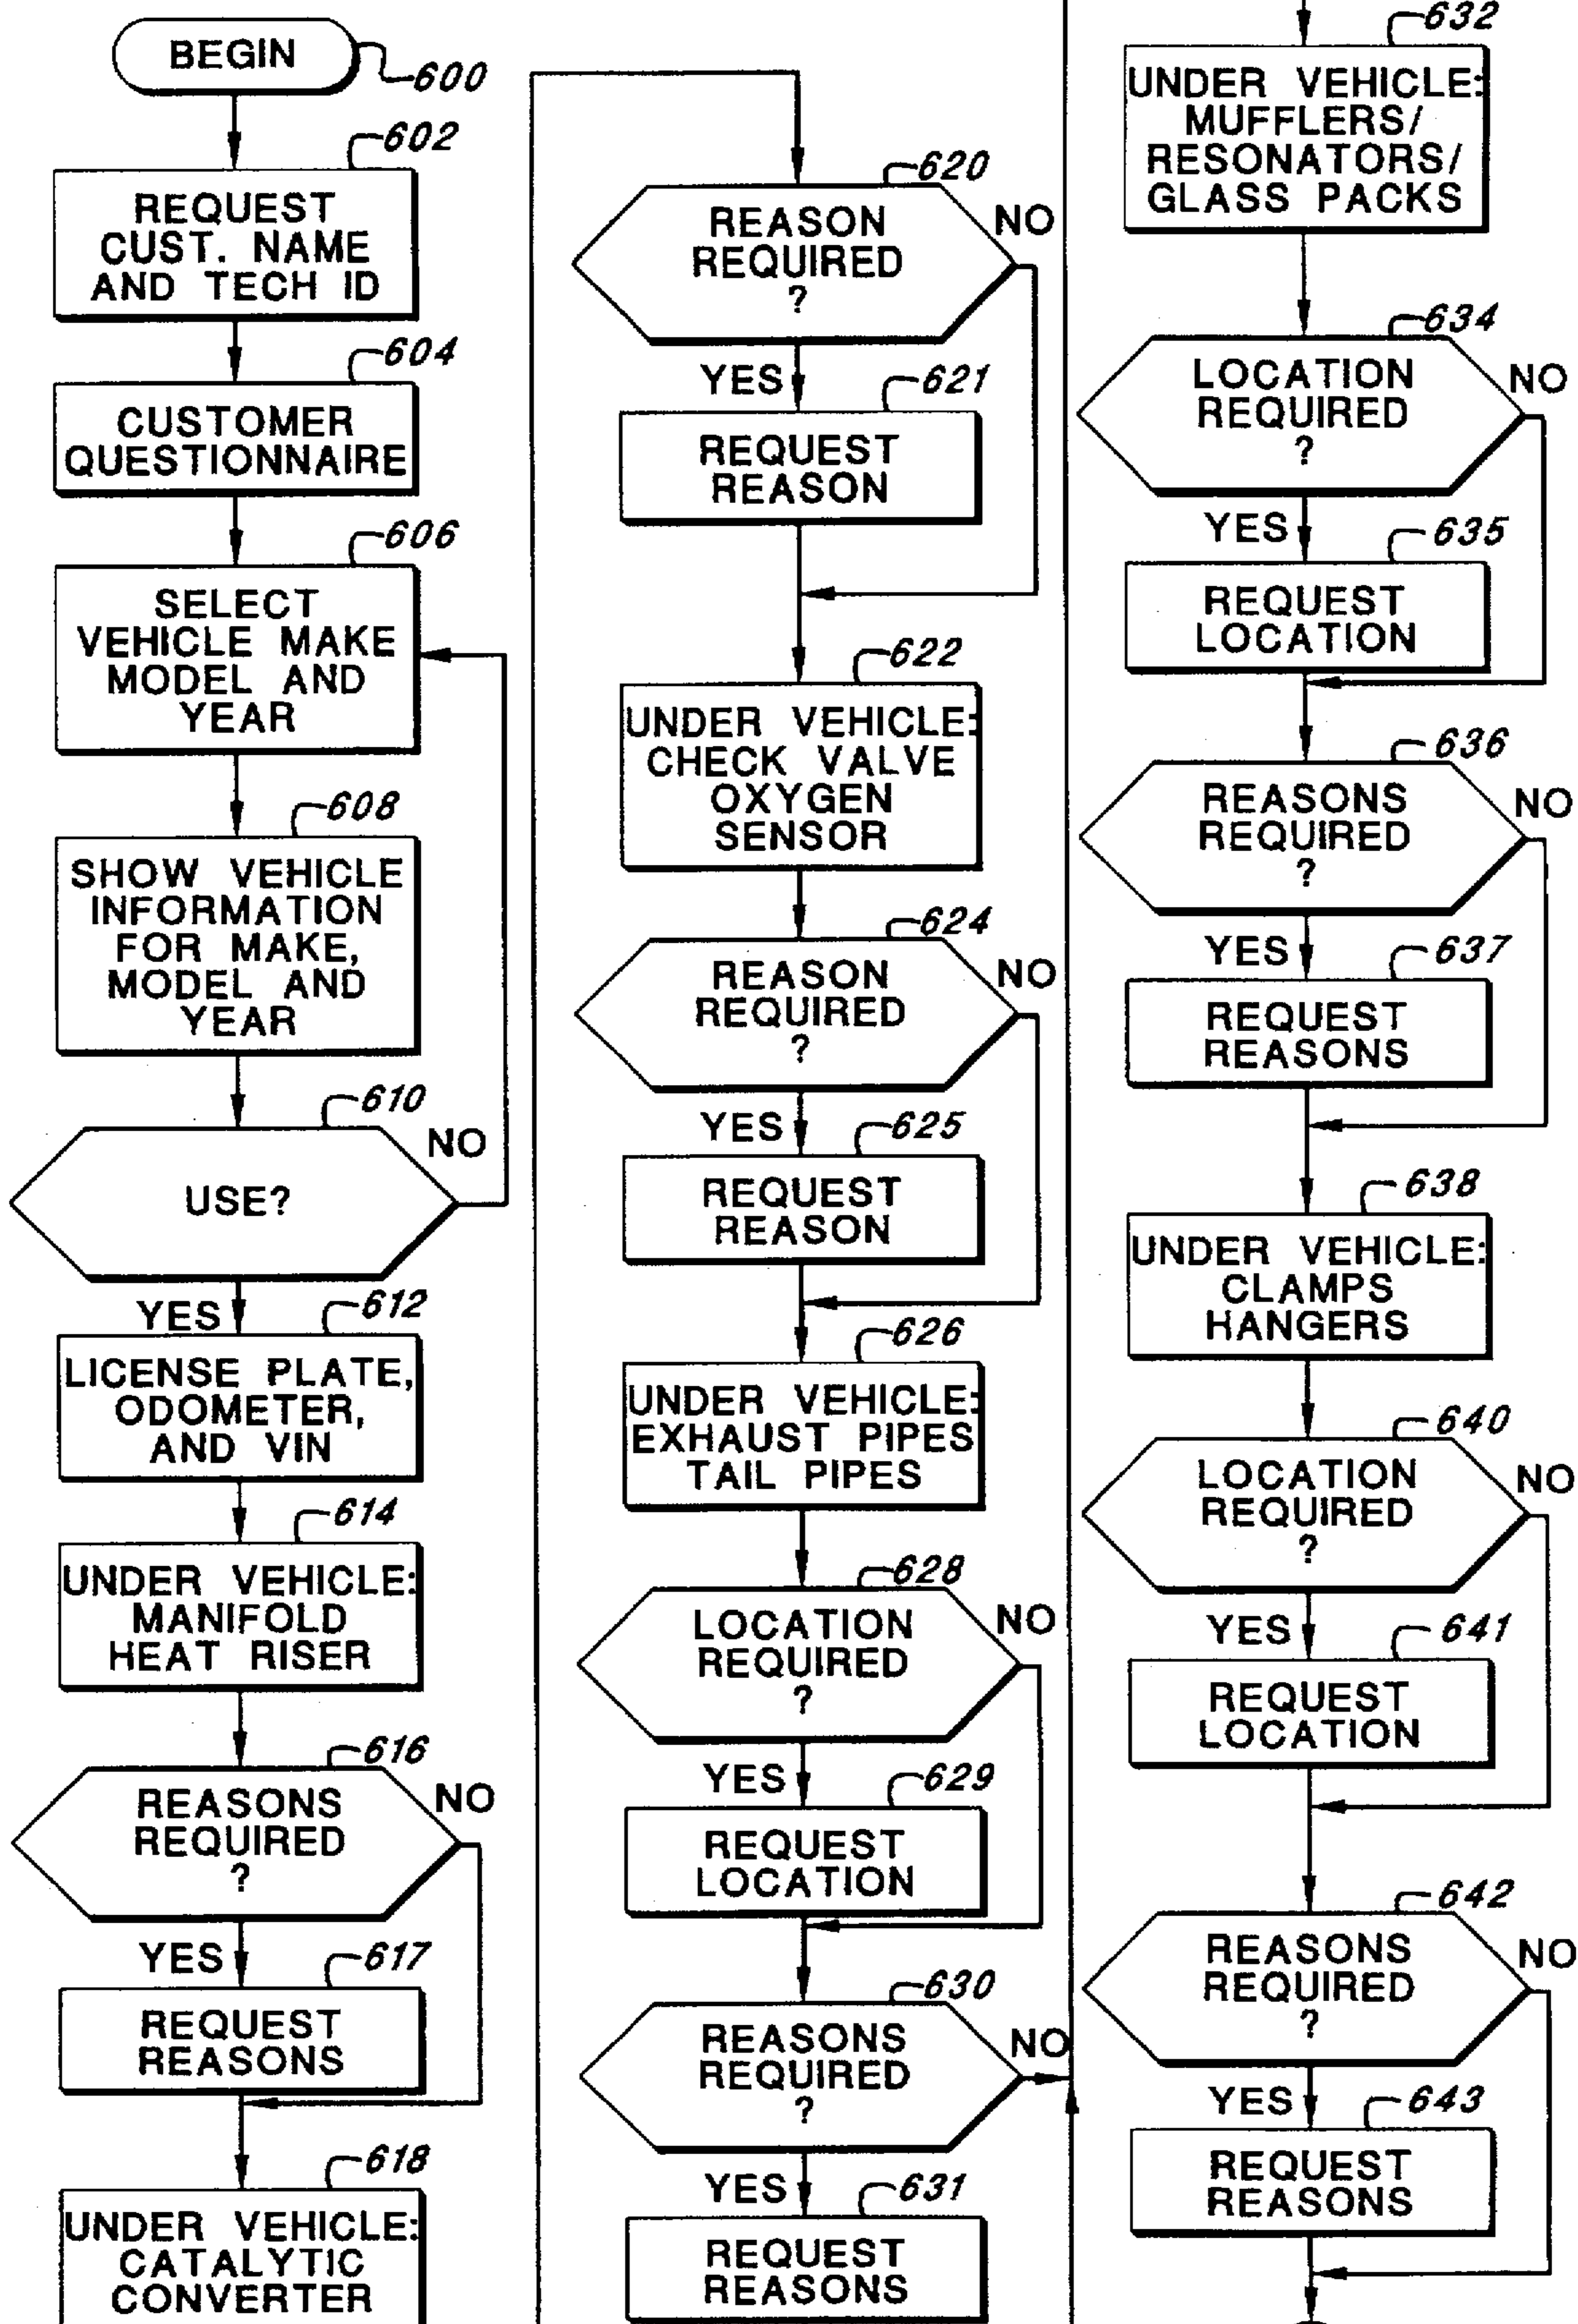 BEGIN
600
602
REQUEST
CUST. NAME
AND TECH ID
604
CUSTOMER
QUESTIONNAIRE
606
SELECT
VEHICLE MAKE
MODEL AND
YEAR
608
SHOW VEHICLE
INFORMATION
FOR MAKE,
MODEL AND
YEAR
610
NO
USE?
YES
612
LICENSE PLATE,
ODOMETER,
AND VIN
614
UNDER VEHICLE:
MANIFOLD
HEAT RISER
616
NO
REASONS
REQUIRED
?
YES
617
REQUEST
REASONS
618
UNDER VEHICLE:
CATALYTIC
CONVERTER
620
NO
REASON
REQUIRED
?
YES
621
REQUEST
REASON
622
UNDER VEHICLE:
CHECK VALVE
OXYGEN
SENSOR
624
NO
REASON
REQUIRED
?
YES
625
REQUEST
REASON
626
UNDER VEHICLE:
EXHAUST PIPES
TAIL PIPES
628
NO
LOCATION
REQUIRED
?
YES
629
REQUEST
LOCATION
630
NO
REASONS
REQUIRED
?
YES
631
REQUEST
REASONS
632
UNDER VEHICLE:
MUFFLERS/
RESONATORS/
GLASS PACKS
634
NO
LOCATION
REQUIRED
?
YES
635
REQUEST
LOCATION
636
NO
REASONS
REQUIRED
?
YES
637
REQUEST
REASONS
638
UNDER VEHICLE:
CLAMPS
HANGERS
640
NO
LOCATION
REQUIRED
?
YES
641
REQUEST
LOCATION
642
NO
REASONS
REQUIRED
?
YES
643
REQUEST
REASONS